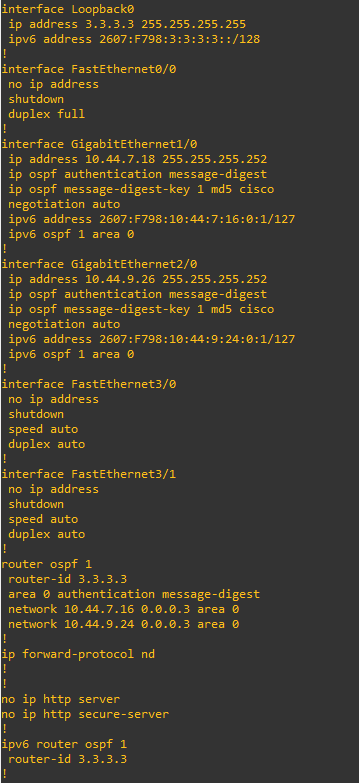 interface Loopback0
 ip address 3.3.3.3 255.255.255.255
 ipv6 address 2607:F798:3:3:3:3::/128
!
interface FastEthernet0/0
 no ip address
 shutdown
 duplex full
!
interface GigabitEthernet1/0
 ip address 10.44.7.18 255.255.255.252
 ip ospf authentication message-digest
 ip ospf message-digest-key 1 md5 cisco
 negotiation auto
 ipv6 address 2607:F798:10:44:7:16:0:1/127
 ipv6 ospf 1 area 0
!
interface GigabitEthernet2/0
 ip address 10.44.9.26 255.255.255.252
 ip ospf authentication message-digest
 ip ospf message-digest-key 1 md5 cisco
 negotiation auto
 ipv6 address 2607:F798:10:44:9:24:0:1/127
 ipv6 ospf 1 area 0
!
interface FastEthernet3/0
 no ip address
 shutdown
 speed auto
 duplex auto
!
interface FastEthernet3/1
 no ip address
 shutdown
 speed auto
 duplex auto
!
router ospf 1
 router-id 3.3.3.3
 area 0 authentication message-digest
 network 10.44.7.16 0.0.0.3 area 0
 network 10.44.9.24 0.0.0.3 area 0
!
ip forward-protocol nd
!
!
no ip http server
no ip http secure-server
!
ipv6 router ospf 1
 router-id 3.3.3.3
!